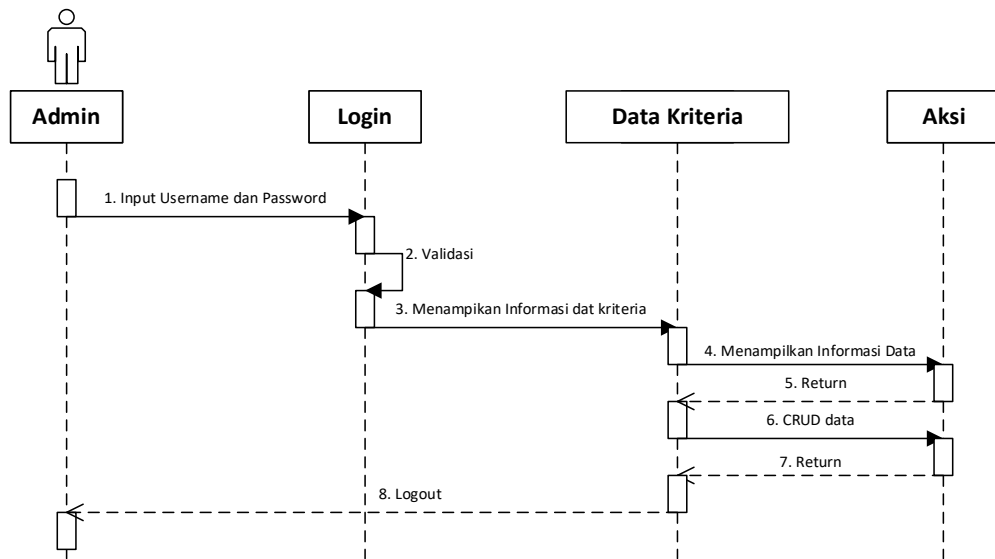 Admin
Login
Data Kriteria
Aksi
1. Input Username dan Password
2. Validasi
3. Menampikan Informasi dat kriteria
4. Menampilkan Informasi Data
5. Return
6. CRUD data
7. Return
8. Logout